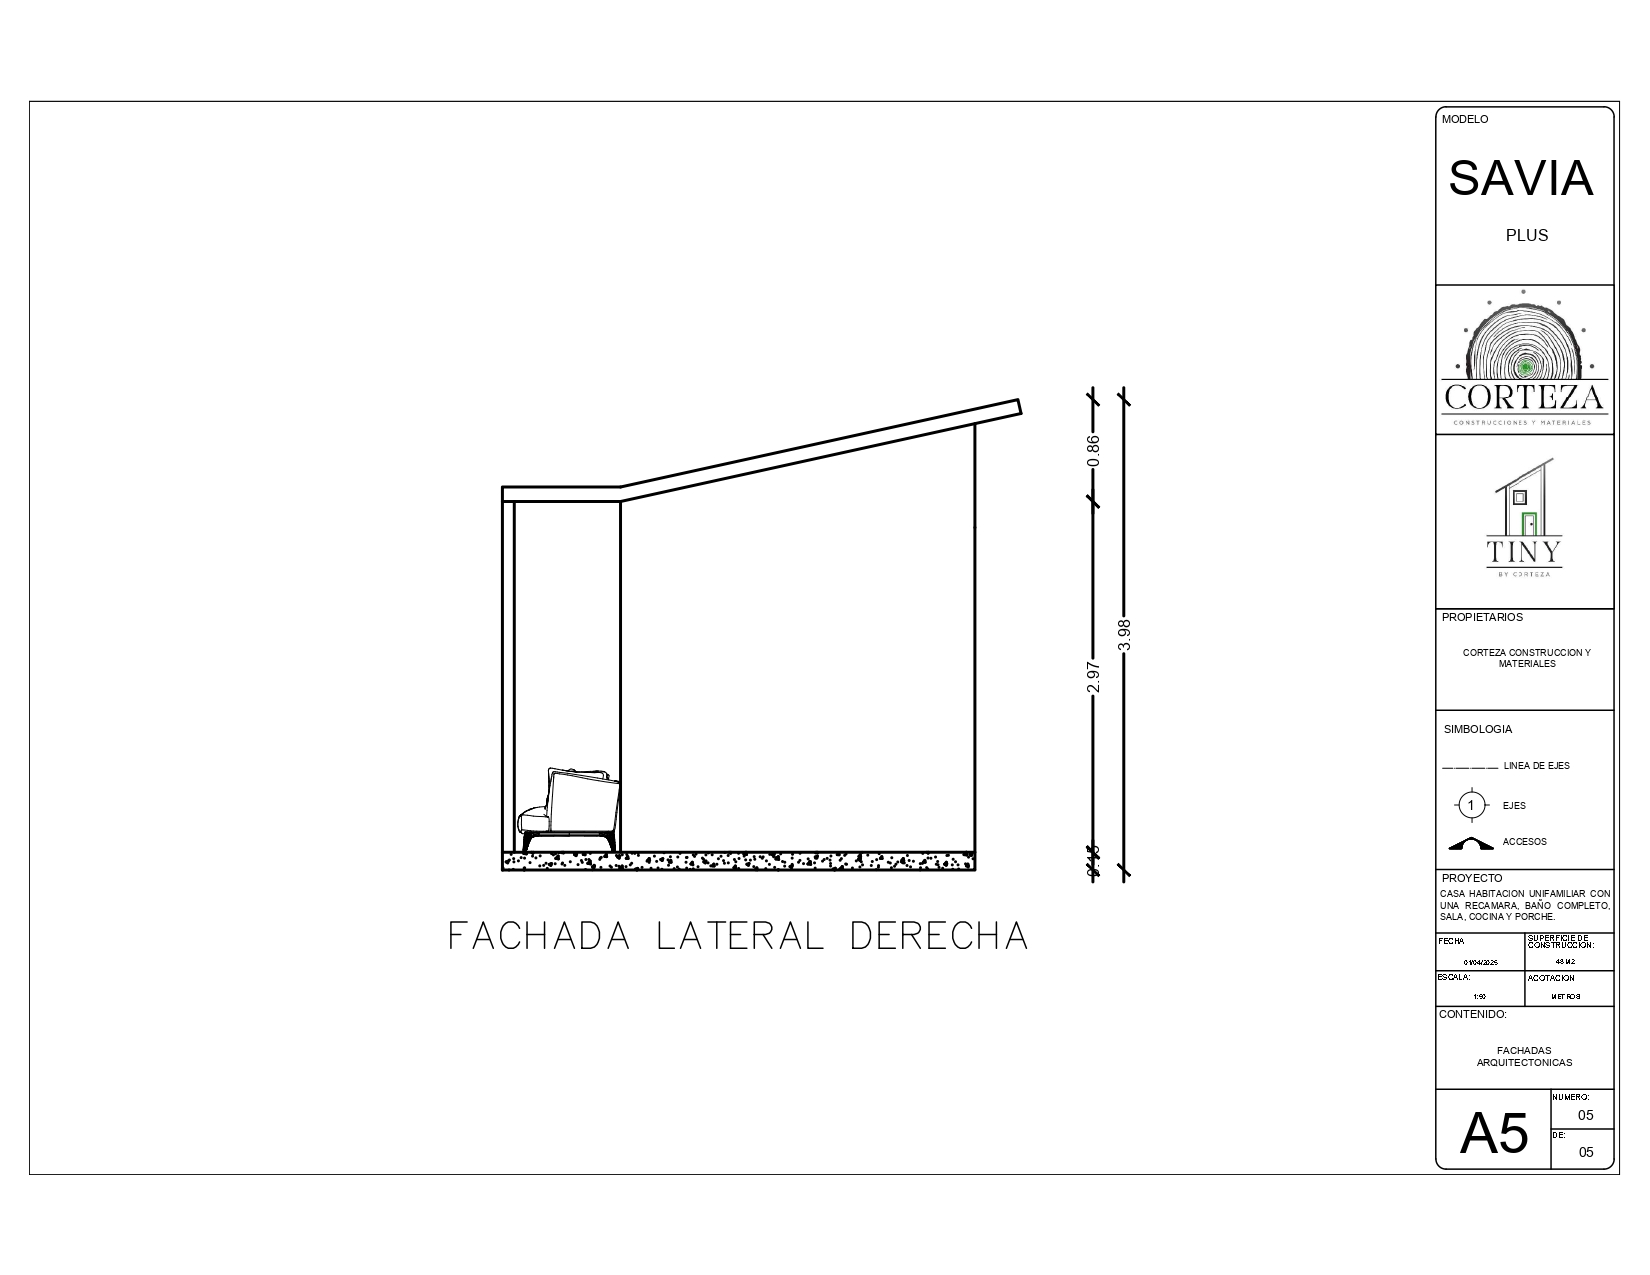 0.86
2.97
3.98
0.15
FACHADA LATERAL DERECHA
MODELO
SAVIA
PLUS
CORTEZA
CONSTRUCCIONES Y MATERIALES
TINY
BY CORTEZA
PROPIETARIOS
CORTEZA CONSTRUCCION Y
MATERIALES
SIMBOLOGIA
LINEA DE EJES
1 EJES
ACCESOS
PROYECTO
CASA HABITACION UNIFAMILIAR CON
UNA RECAMARA, BAÑO COMPLETO,
SALA, COCINA Y PORCHE.
FECHA
01/04/2025
SUPERFICIE DE
CONSTRUCCION:
48 M2
ESCALA:
1:50
ACOTACION
METROS
CONTENIDO:
FACHADAS
ARQUITECTONICAS
A5
NUMERO:
05
DE:
05